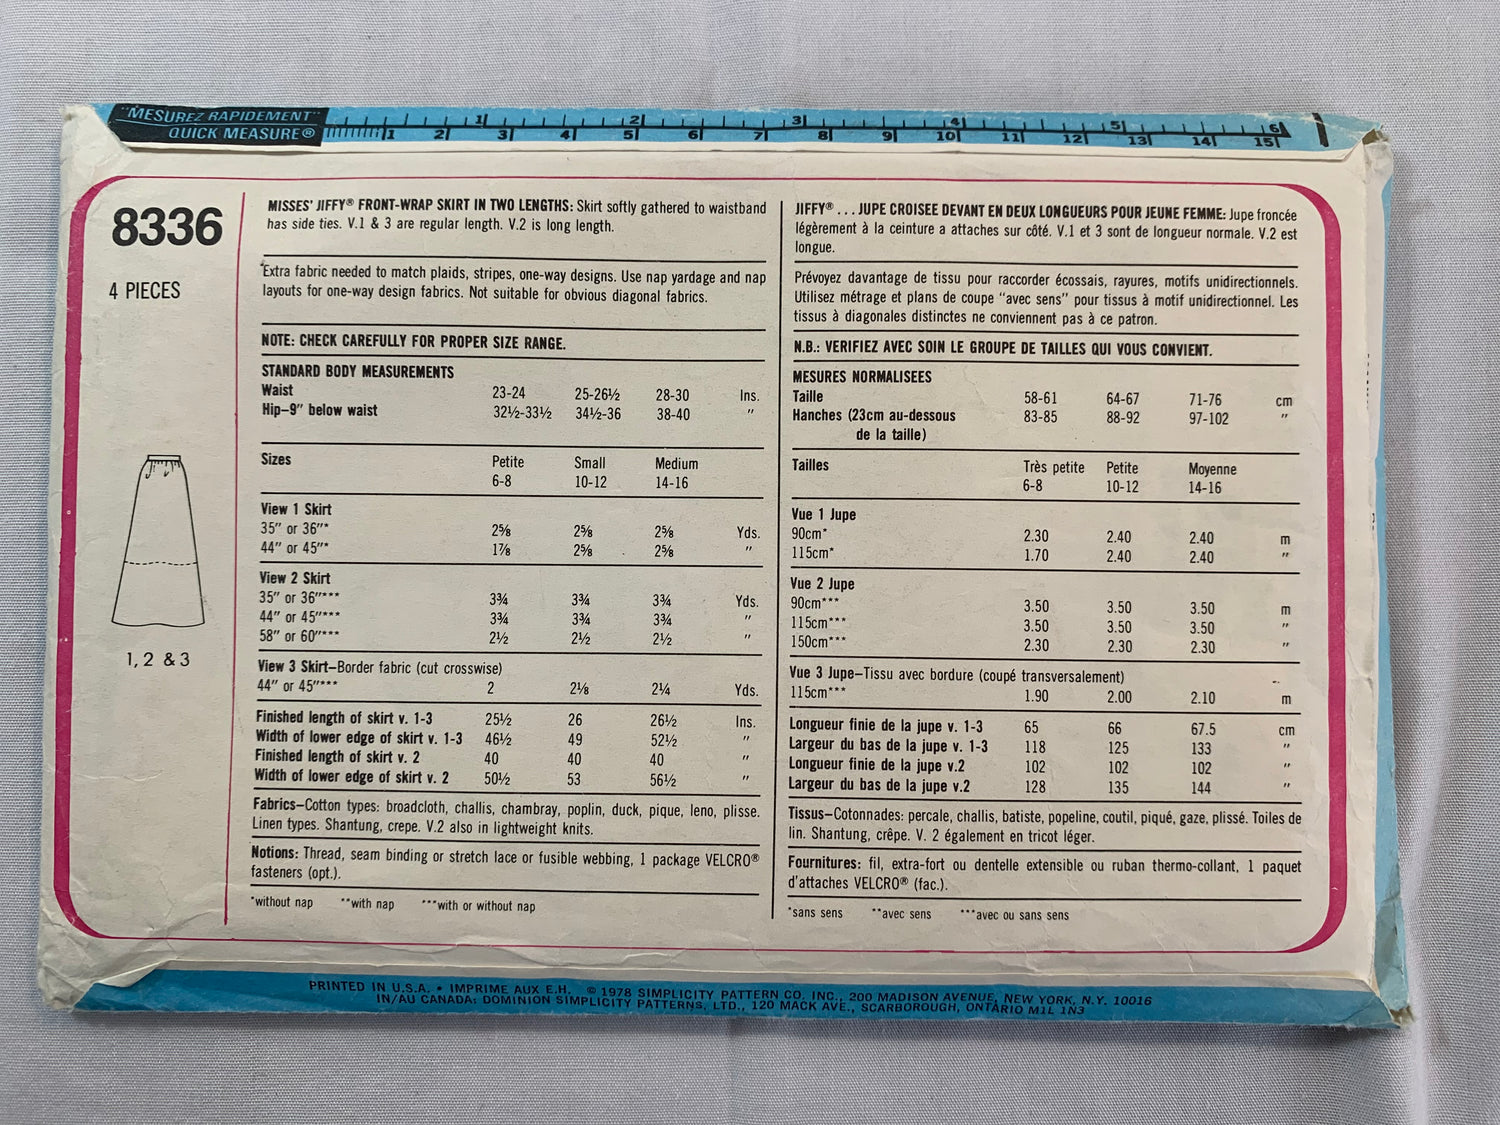 "MESUREZ RAPIDEMENT"
QUICK MEASURE®
1 2 3 4 5 6
1 2 3 4 5 6 7 8 9 10 11 12 13 14 15
8336
4 PIECES
1, 2 & 3
MISSES' JIFFY® FRONT-WRAP SKIRT IN TWO LENGTHS: Skirt softly gathered to waistband
has side ties. V.1 & 3 are regular length. V.2 is long length.
Extra fabric needed to match plaids, stripes, one-way designs. Use nap yardage and nap
layouts for one-way design fabrics. Not suitable for obvious diagonal fabrics.
NOTE: CHECK CAREFULLY FOR PROPER SIZE RANGE.
STANDARD BODY MEASUREMENTS
Waist 23-24 25-26½ 28-30 Ins.
Hip–9" below waist 32½-33½ 34½-36 38-40 "
Sizes Petite Small Medium
6-8 10-12 14-16
View 1 Skirt
35" or 36"* 2⅝ 2⅝ 2⅝ Yds.
44" or 45"* 1⅞ 2⅝ 2⅝ "
View 2 Skirt
35" or 36"*** 3¾ 3¾ 3¾ Yds.
44" or 45"*** 3¾ 3¾ 3¾ "
58" or 60"*** 2½ 2½ 2½ "
View 3 Skirt–Border fabric (cut crosswise)
44" or 45"*** 2 2⅛ 2¼ Yds.
Finished length of skirt v. 1-3 25½ 26 26½ Ins.
Width of lower edge of skirt v. 1-3 46½ 49 52½ "
Finished length of skirt v. 2 40 40 40 "
Width of lower edge of skirt v. 2 50½ 53 56½ "
Fabrics–Cotton types: broadcloth, challis, chambray, poplin, duck, pique, leno, plisse.
Linen types. Shantung, crepe. V.2 also in lightweight knits.
Notions: Thread, seam binding or stretch lace or fusible webbing, 1 package VELCRO®
fasteners (opt.).
*without nap **with nap ***with or without nap
JIFFY® . . . JUPE CROISEE DEVANT EN DEUX LONGUEURS POUR JEUNE FEMME: Jupe froncée
légèrement à la ceinture a attaches sur côté. V.1 et 3 sont de longueur normale. V.2 est
longue.
Prévoyez davantage de tissu pour raccorder écossais, rayures, motifs unidirectionnels.
Utilisez métrage et plans de coupe "avec sens" pour tissus à motif unidirectionnel. Les
tissus à diagonales distinctes ne conviennent pas à ce patron.
N.B.: VERIFIEZ AVEC SOIN LE GROUPE DE TAILLES QUI VOUS CONVIENT.
MESURES NORMALISEES
Taille 58-61 64-67 71-76 cm
Hanches (23cm au-dessous 83-85 88-92 97-102 "
de la taille)
Tailles Très petite Petite Moyenne
6-8 10-12 14-16
Vue 1 Jupe
90cm* 2.30 2.40 2.40 m
115cm* 1.70 2.40 2.40 "
Vue 2 Jupe
90cm*** 3.50 3.50 3.50 m
115cm*** 3.50 3.50 3.50 "
150cm*** 2.30 2.30 2.30 "
Vue 3 Jupe–Tissu avec bordure (coupé transversalement)
115cm*** 1.90 2.00 2.10 m
Longueur finie de la jupe v. 1-3 65 66 67.5 cm
Largeur du bas de la jupe v. 1-3 118 125 133 "
Longueur finie de la jupe v.2 102 102 102 "
Largeur du bas de la jupe v.2 128 135 144 "
Tissus–Cotonnades: percale, challis, batiste, popeline, coutil, piqué, gaze, plissé. Toiles de
lin. Shantung, crêpe. V. 2 également en tricot léger.
Fournitures: fil, extra-fort ou dentelle extensible ou ruban thermo-collant, 1 paquet
d'attaches VELCRO® (fac.).
*sans sens **avec sens ***avec ou sans sens
PRINTED IN U.S.A. • IMPRIME AUX E.H. © 1978 SIMPLICITY PATTERN CO. INC., 200 MADISON AVENUE, NEW YORK, N.Y. 10016
IN/AU CANADA: DOMINION SIMPLICITY PATTERNS, LTD., 120 MACK AVE., SCARBOROUGH, ONTARIO M1L 1N3